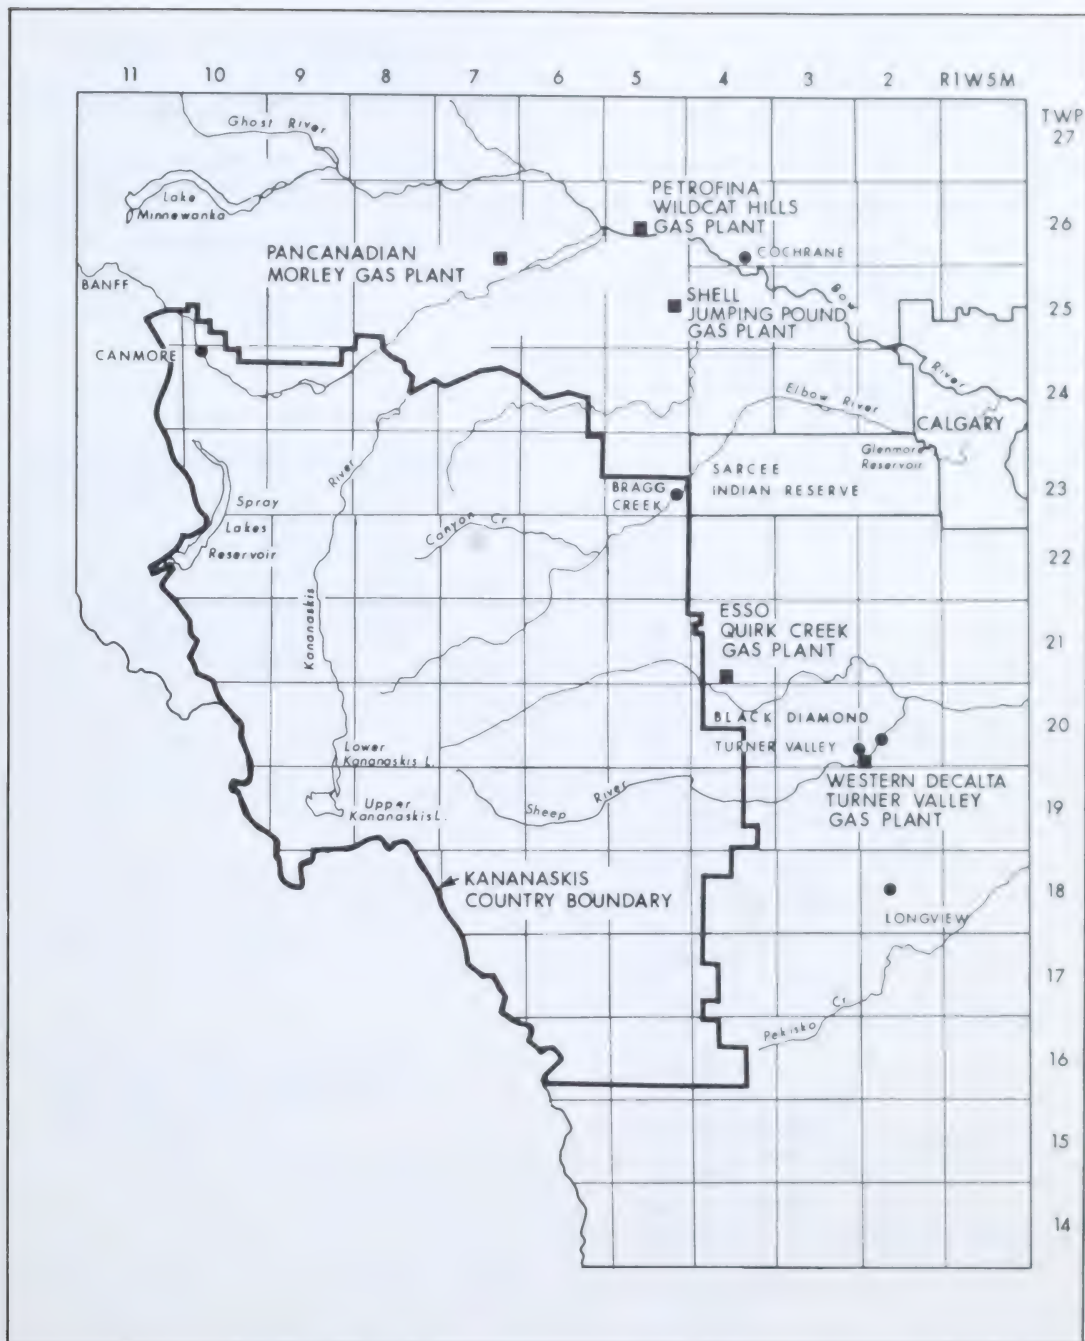 11 10 9 8 7 6 5 4 3 2 R1W5M
TWP
27
26
25
24
23
22
21
20
19
18
17
16
15
14
Ghost River
Lake
Minnewanka
PETROFINA
WILDCAT HILLS
GAS PLANT
PANCANADIAN
MORLEY GAS PLANT
COCHRANE
BANFF
SHELL
JUMPING POUND
GAS PLANT
Bow
River
CANMORE
Elbow River
CALGARY
Glenmore
Reservoir
River
SARCEE
INDIAN RESERVE
BRAGG
CREEK
Spray
Lakes
Reservoir
Canyon Cr
Kananaskis
ESSO
QUIRK CREEK
GAS PLANT
BLACK DIAMOND
TURNER VALLEY
Lower
Kananaskis L.
WESTERN DECALTA
TURNER VALLEY
GAS PLANT
Sheep River
Upper
Kananaskis L.
KANANASKIS
COUNTRY BOUNDARY
LONGVIEW
Pekisko Cr